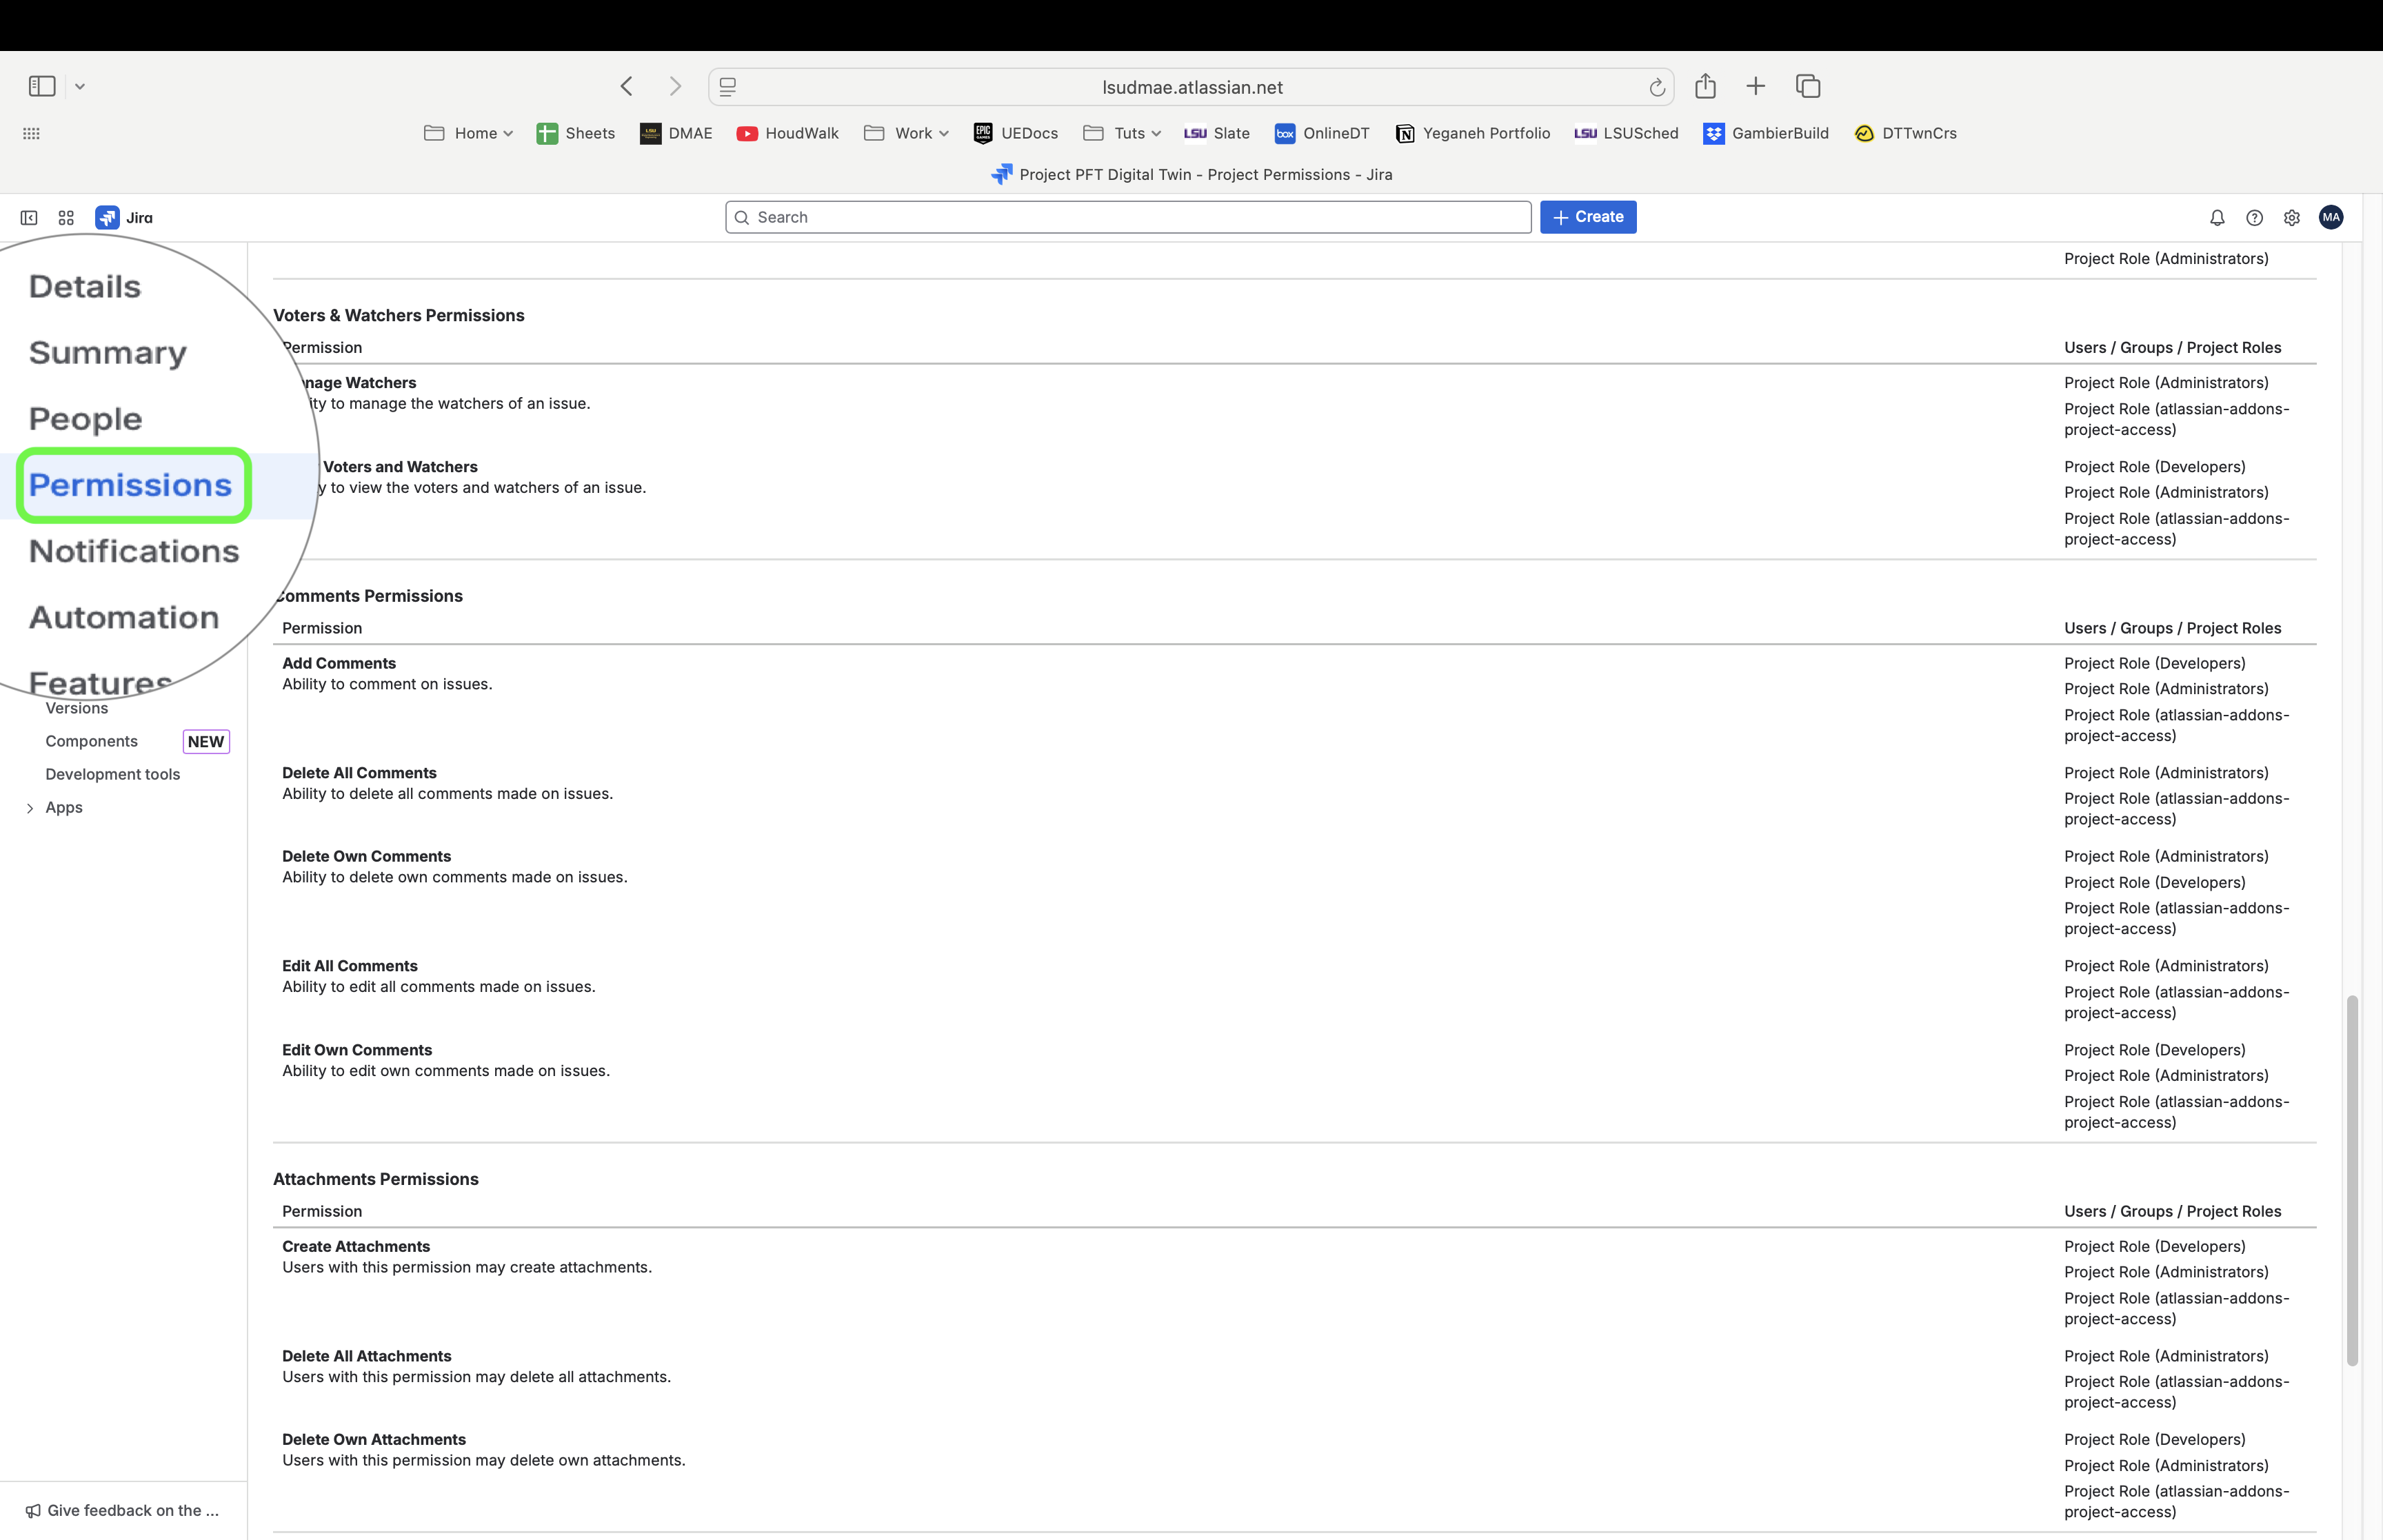 lsudmae.atlassian.net
Home Sheets DMAE HoudWalk Work UEDocs Tuts LSU Slate box OnlineDT Yeganeh Portfolio LSU LSUSched GambierBuild DTTwnCrs
Project PFT Digital Twin - Project Permissions - Jira
Jira
Search
+ Create
MA
Details
Summary
People
Permissions
Notifications
Automation
Features
Versions
Components NEW
Development tools
Apps
Give feedback on the ...
Project Role (Administrators)
Voters & Watchers Permissions
Permission Users / Groups / Project Roles
nage Watchers Project Role (Administrators)
ity to manage the watchers of an issue.
Project Role (atlassian-addons-
project-access)
Voters and Watchers Project Role (Developers)
y to view the voters and watchers of an issue.
Project Role (Administrators)
Project Role (atlassian-addons-
project-access)
Comments Permissions
Permission Users / Groups / Project Roles
Add Comments Project Role (Developers)
Ability to comment on issues.
Project Role (Administrators)
Project Role (atlassian-addons-
project-access)
Delete All Comments Project Role (Administrators)
Ability to delete all comments made on issues.
Project Role (atlassian-addons-
project-access)
Delete Own Comments Project Role (Administrators)
Ability to delete own comments made on issues.
Project Role (Developers)
Project Role (atlassian-addons-
project-access)
Edit All Comments Project Role (Administrators)
Ability to edit all comments made on issues.
Project Role (atlassian-addons-
project-access)
Edit Own Comments Project Role (Developers)
Ability to edit own comments made on issues.
Project Role (Administrators)
Project Role (atlassian-addons-
project-access)
Attachments Permissions
Permission Users / Groups / Project Roles
Create Attachments Project Role (Developers)
Users with this permission may create attachments.
Project Role (Administrators)
Project Role (atlassian-addons-
project-access)
Delete All Attachments Project Role (Administrators)
Users with this permission may delete all attachments.
Project Role (atlassian-addons-
project-access)
Delete Own Attachments Project Role (Developers)
Users with this permission may delete own attachments.
Project Role (Administrators)
Project Role (atlassian-addons-
project-access)